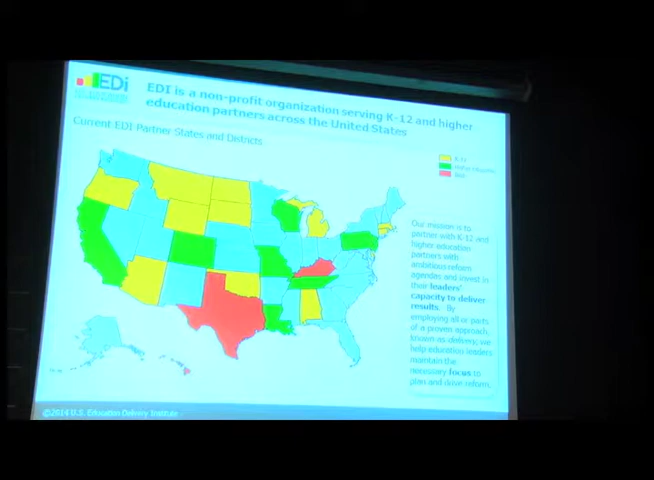 EDi
EDI is a non-profit organization serving K-12 and higher
education partners across the United States
Current EDI Partner States and Districts
K-12
Both
Our mission is to
partner with K-12 and
higher education
partners with
ambitious reform
agendas and invest in
their leaders'
capacity to deliver
results. By
employing all or parts
of a proven approach,
known as delivery, we
help education leaders
maintain the
necessary focus to
plan and drive reform.
©2014 U.S. Education Delivery Institute